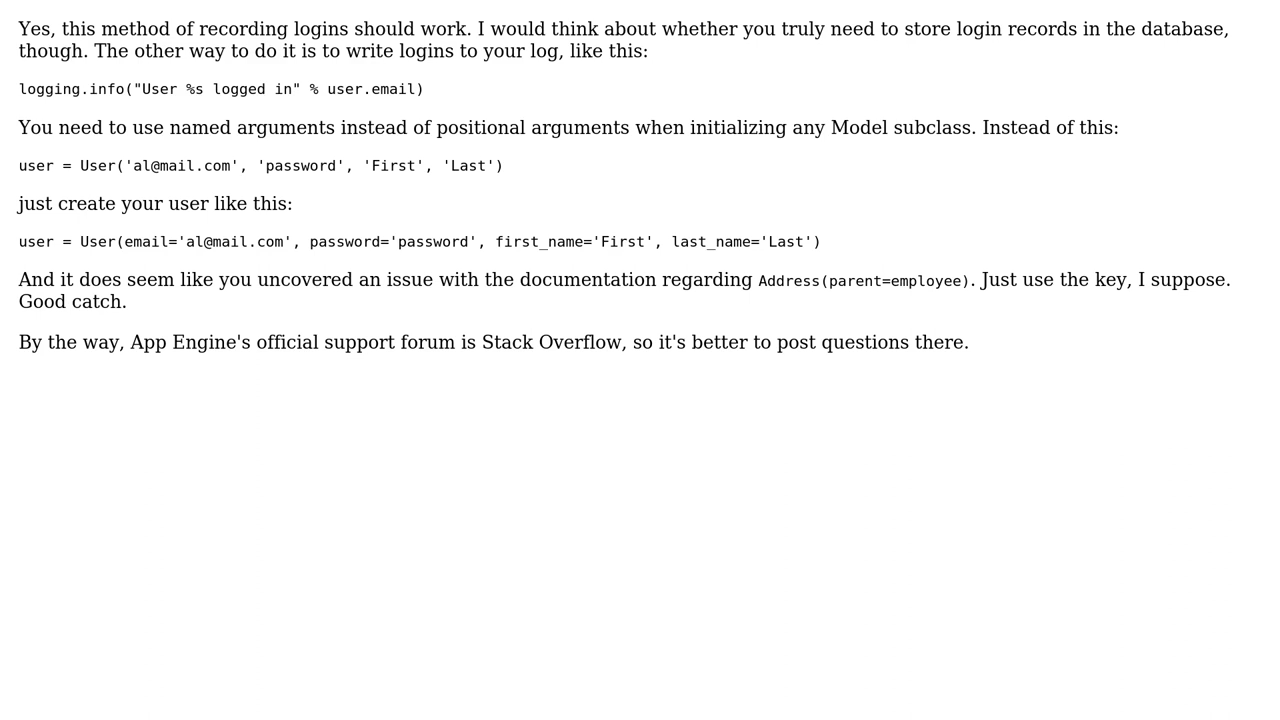 Yes, this method of recording logins should work. I would think about whether you truly need to store login records in the database,
though. The other way to do it is to write logins to your log, like this:
logging.info("User %s logged in" % user.email)
You need to use named arguments instead of positional arguments when initializing any Model subclass. Instead of this:
user = User('al@mail.com', 'password', 'First', 'Last')
just create your user like this:
user = User(email='al@mail.com', password='password', first_name='First', last_name='Last')
And it does seem like you uncovered an issue with the documentation regarding Address(parent=employee). Just use the key, I suppose.
Good catch.
By the way, App Engine's official support forum is Stack Overflow, so it's better to post questions there.